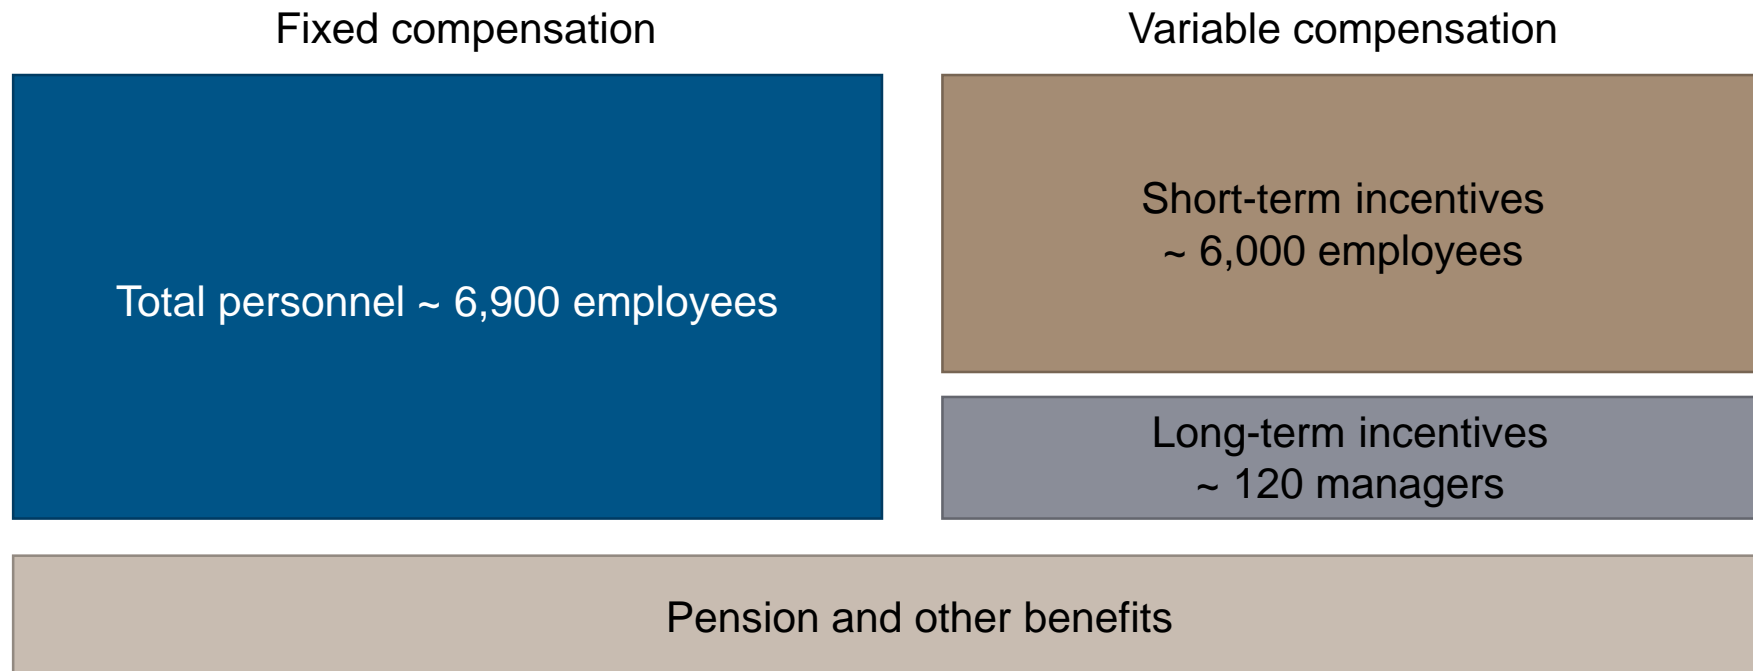 Fixed compensation
Variable compensation
Total personnel ~ 6,900 employees
Short-term incentives
~ 6,000 employees
Long-term incentives
~ 120 managers
Pension and other benefits